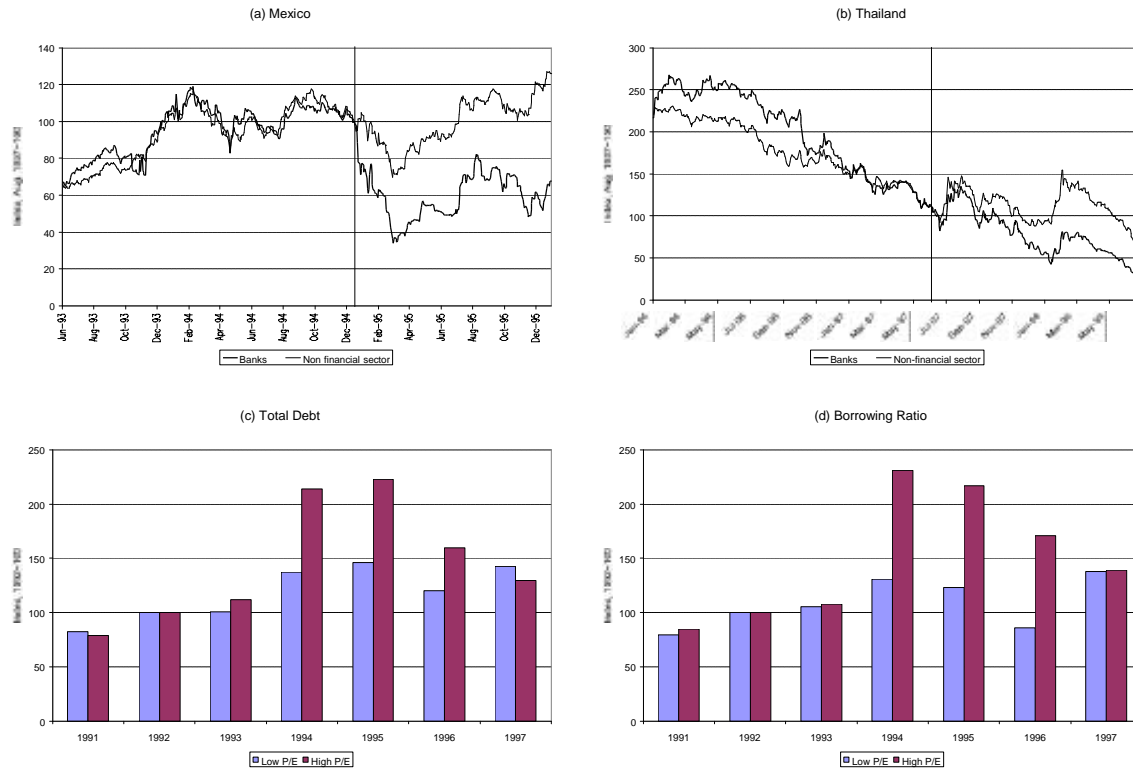 (a) Mexico
140
120
100
80
60
40
20
0
Jun-93 Aug-93 Oct-93 Dec-93 Feb-94 Apr-94 Jun-94 Aug-94 Oct-94 Dec-94 Feb-95 Apr-95 Jun-95 Aug-95 Oct-95 Dec-95
Banks Non financial sector
(b) Thailand
300
250
200
150
100
50
0
Banks Non-financial sector
(c) Total Debt
250
200
150
100
50
0
1991 1992 1993 1994 1995 1996 1997
Low P/E High P/E
(d) Borrowing Ratio
250
200
150
100
50
0
1991 1992 1993 1994 1995 1996 1997
Low P/E High P/E